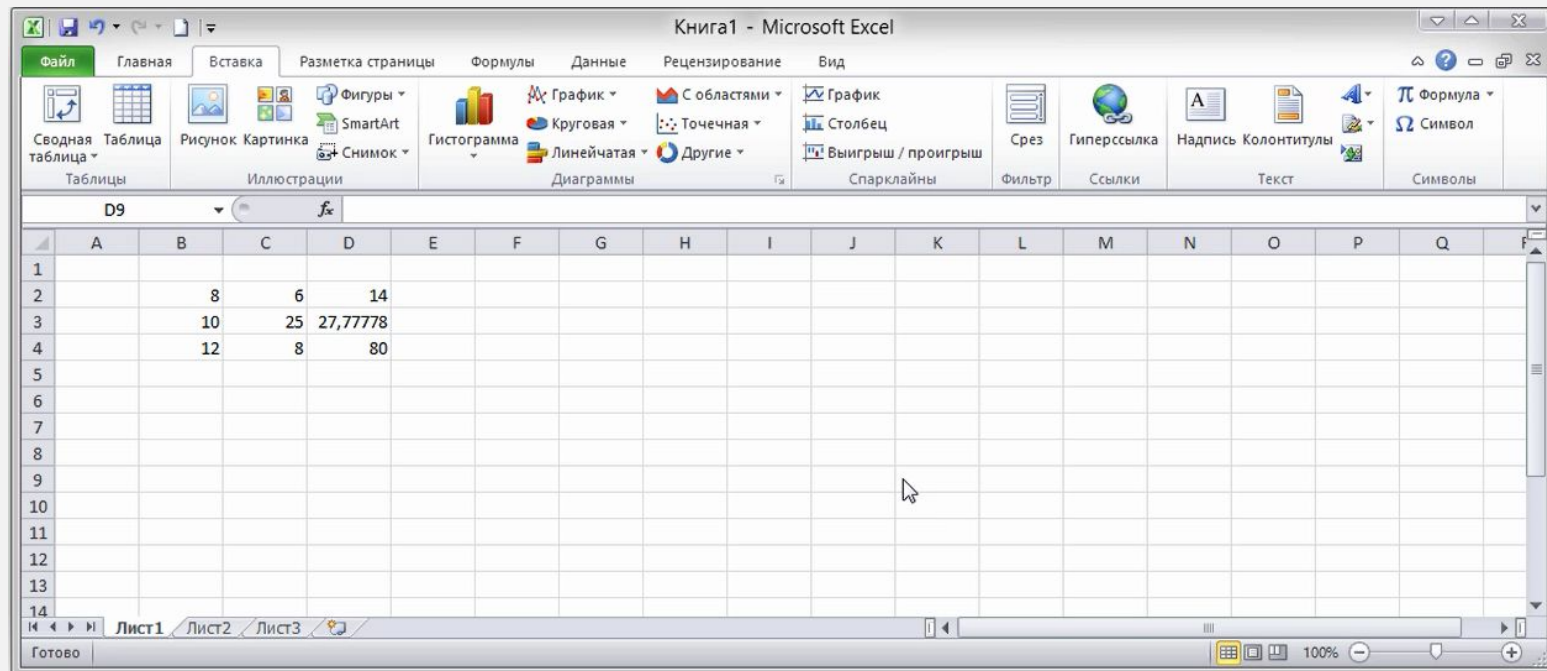 Книга1 - Microsoft Excel
Файл Главная Вставка Разметка страницы Формулы Данные Рецензирование Вид
Сводная таблица Таблица Рисунок Картинка Фигуры SmartArt Снимок Гистограмма График Круговая Линейчатая С областями Точечная Другие График Столбец Выигрыш / проигрыш Срез Гиперссылка Надпись Колонтитулы π Формула Ω Символ
Таблицы Иллюстрации Диаграммы Спарклайны Фильтр Ссылки Текст Символы
D9 fx
A B C D E F G H I J K L M N O P Q
1
2 8 6 14
3 10 25 27,77778
4 12 8 80
5
6
7
8
9
10
11
12
13
14
Лист1 Лист2 Лист3
Готово 100%